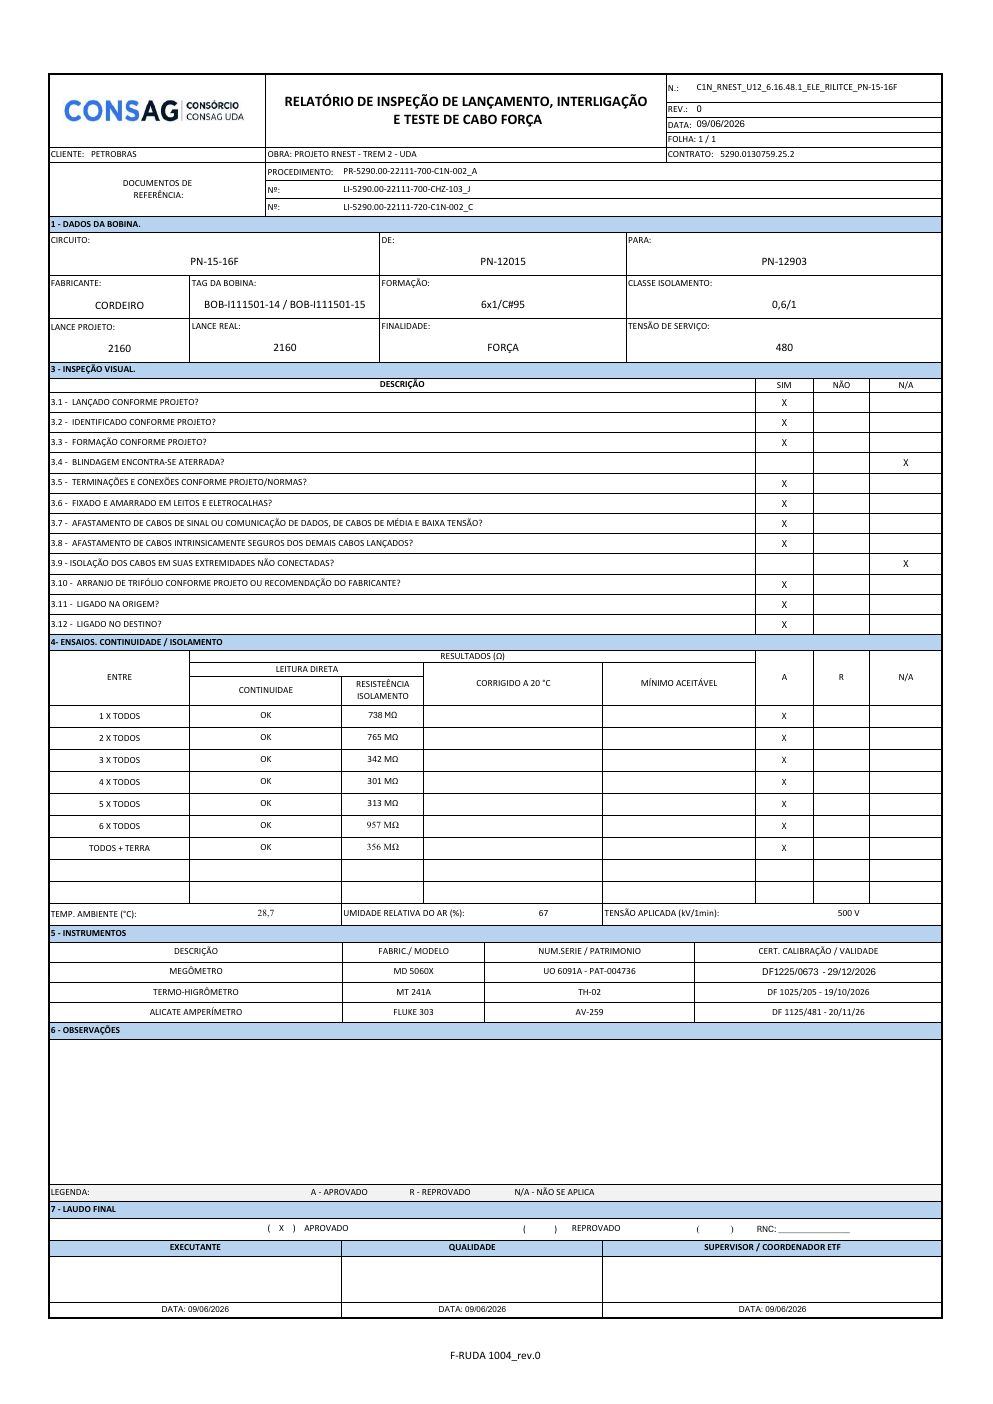 CONSAG CONSÓRCIO
CONSAG UDA
RELATÓRIO DE INSPEÇÃO DE LANÇAMENTO, INTERLIGAÇÃO
E TESTE DE CABO FORÇA
N.: C1N_RNEST_U12_6.16.48.1_ELE_RILITCE_PN-15-16F
REV.: 0
DATA: 09/06/2026
FOLHA: 1 / 1
CLIENTE: PETROBRAS OBRA: PROJETO RNEST - TREM 2 - UDA CONTRATO: 5290.0130759.25.2
DOCUMENTOS DE
REFERÊNCIA:
PROCEDIMENTO: PR-5290.00-22111-700-C1N-002_A
Nº: LI-5290.00-22111-700-CHZ-103_J
Nº: LI-5290.00-22111-720-C1N-002_C
1 - DADOS DA BOBINA.
CIRCUITO: DE: PARA:
PN-15-16F PN-12015 PN-12903
FABRICANTE: TAG DA BOBINA: FORMAÇÃO: CLASSE ISOLAMENTO:
CORDEIRO BOB-I111501-14 / BOB-I111501-15 6x1/C#95 0,6/1
LANCE PROJETO: LANCE REAL: FINALIDADE: TENSÃO DE SERVIÇO:
2160 2160 FORÇA 480
3 - INSPEÇÃO VISUAL.
DESCRIÇÃO SIM NÃO N/A
3.1 - LANÇADO CONFORME PROJETO? X
3.2 - IDENTIFICADO CONFORME PROJETO? X
3.3 - FORMAÇÃO CONFORME PROJETO? X
3.4 - BLINDAGEM ENCONTRA-SE ATERRADA? X
3.5 - TERMINAÇÕES E CONEXÕES CONFORME PROJETO/NORMAS? X
3.6 - FIXADO E AMARRADO EM LEITOS E ELETROCALHAS? X
3.7 - AFASTAMENTO DE CABOS DE SINAL OU COMUNICAÇÃO DE DADOS, DE CABOS DE MÉDIA E BAIXA TENSÃO? X
3.8 - AFASTAMENTO DE CABOS INTRINSICAMENTE SEGUROS DOS DEMAIS CABOS LANÇADOS? X
3.9 - ISOLAÇÃO DOS CABOS EM SUAS EXTREMIDADES NÃO CONECTADAS? X
3.10 - ARRANJO DE TRIFÓLIO CONFORME PROJETO OU RECOMENDAÇÃO DO FABRICANTE? X
3.11 - LIGADO NA ORIGEM? X
3.12 - LIGADO NO DESTINO? X
4- ENSAIOS. CONTINUIDADE / ISOLAMENTO
ENTRE RESULTADOS (Ω) A R N/A
LEITURA DIRETA CORRIGIDO A 20 °C MÍNIMO ACEITÁVEL
CONTINUIDAE RESISTEÊNCIA
ISOLAMENTO
1 X TODOS OK 738 MΩ X
2 X TODOS OK 765 MΩ X
3 X TODOS OK 342 MΩ X
4 X TODOS OK 301 MΩ X
5 X TODOS OK 313 MΩ X
6 X TODOS OK 957 MΩ X
TODOS + TERRA OK 356 MΩ X
TEMP. AMBIENTE (°C): 28,7 UMIDADE RELATIVA DO AR (%): 67 TENSÃO APLICADA (kV/1min): 500 V
5 - INSTRUMENTOS
DESCRIÇÃO FABRIC./ MODELO NUM.SERIE / PATRIMONIO CERT. CALIBRAÇÃO / VALIDADE
MEGÔMETRO MD 5060X UO 6091A - PAT-004736 DF1225/0673 - 29/12/2026
TERMO-HIGRÔMETRO MT 241A TH-02 DF 1025/205 - 19/10/2026
ALICATE AMPERÍMETRO FLUKE 303 AV-259 DF 1125/481 - 20/11/26
6 - OBSERVAÇÕES
LEGENDA: A - APROVADO R - REPROVADO N/A - NÃO SE APLICA
7 - LAUDO FINAL
( X ) APROVADO ( ) REPROVADO ( ) RNC: ________________
EXECUTANTE QUALIDADE SUPERVISOR / COORDENADOR ETF
DATA: 09/06/2026 DATA: 09/06/2026 DATA: 09/06/2026
F-RUDA 1004_rev.0